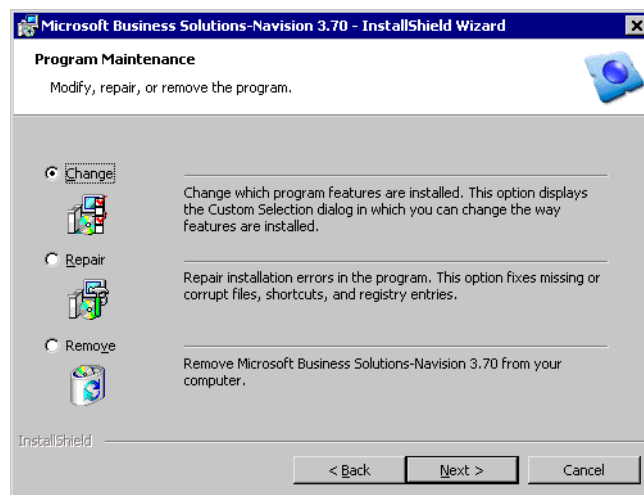 Microsoft Business Solutions-Navision 3.70 - InstallShield Wizard
Program Maintenance
Modify, repair, or remove the program.
Change
Change which program features are installed. This option displays
the Custom Selection dialog in which you can change the way
features are installed.
Repair
Repair installation errors in the program. This option fixes missing or
corrupt files, shortcuts, and registry entries.
Remove
Remove Microsoft Business Solutions-Navision 3.70 from your
computer.
InstallShield
< Back
Next >
Cancel